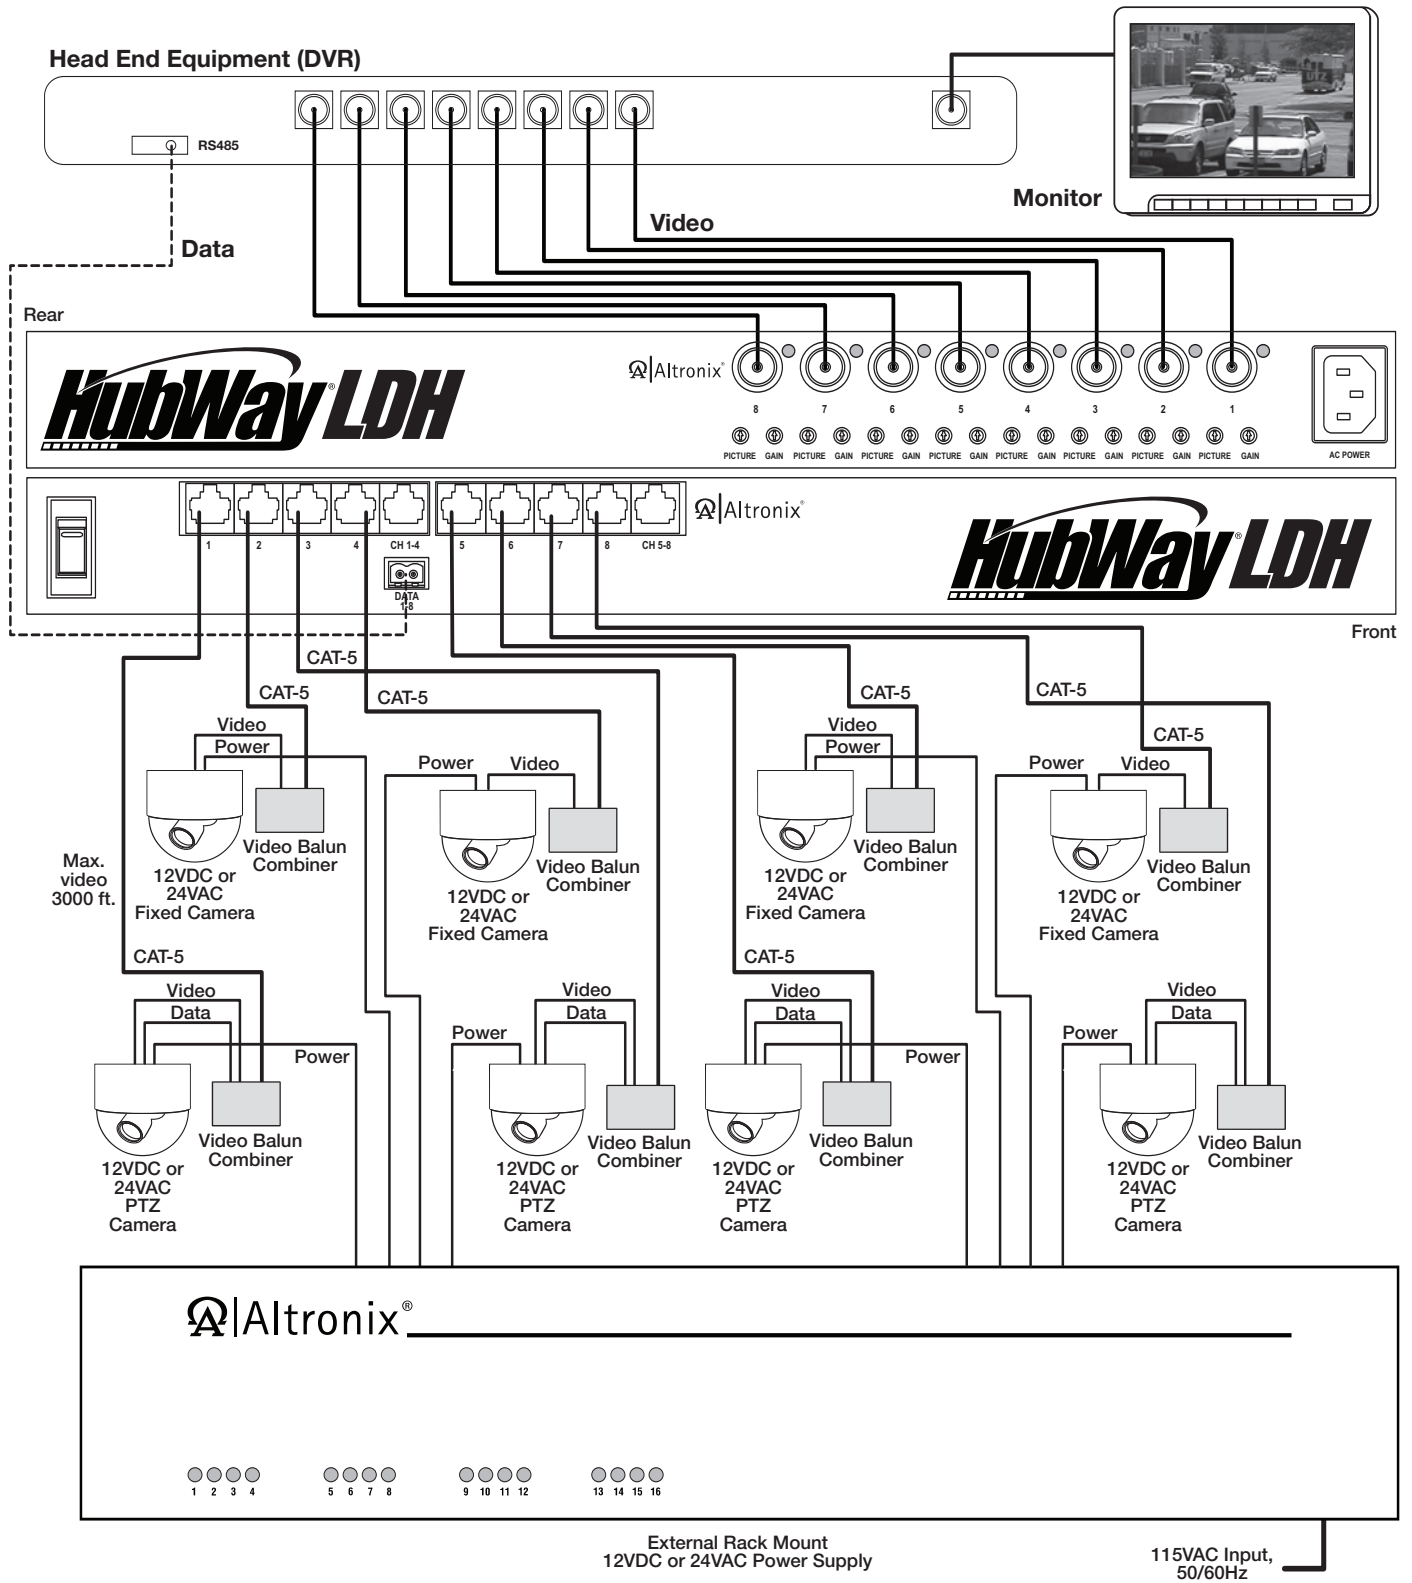 Head End Equipment (DVR)
UTZ
RS485
Monitor
Video
Data
Rear
HubWay® LDH
Altronix®
8 7 6 5 4 3 2 1
PICTURE GAIN PICTURE GAIN PICTURE GAIN PICTURE GAIN PICTURE GAIN PICTURE GAIN PICTURE GAIN PICTURE GAIN
AC POWER
Altronix®
1 2 3 4 CH 1-4 5 6 7 8 CH 5-8
DATA
1-8
HubWay® LDH
Front
CAT-5
CAT-5 CAT-5 CAT-5 CAT-5
Video Video CAT-5
Power Power
Power Video Power Video
Max.
video
3000 ft.
Video Balun
Combiner
12VDC or
24VAC
Fixed Camera
Video Balun
Combiner
12VDC or
24VAC
Fixed Camera
Video Balun
Combiner
12VDC or
24VAC
Fixed Camera
Video Balun
Combiner
12VDC or
24VAC
Fixed Camera
CAT-5 CAT-5
Video Video Video Video
Data Data Data Data
Power Power Power Power
Video Balun
Combiner
12VDC or
24VAC
PTZ
Camera
Video Balun
Combiner
12VDC or
24VAC
PTZ
Camera
Video Balun
Combiner
12VDC or
24VAC
PTZ
Camera
Video Balun
Combiner
12VDC or
24VAC
PTZ
Camera
Altronix®
1 2 3 4 5 6 7 8 9 10 11 12 13 14 15 16
External Rack Mount
12VDC or 24VAC Power Supply
115VAC Input,
50/60Hz